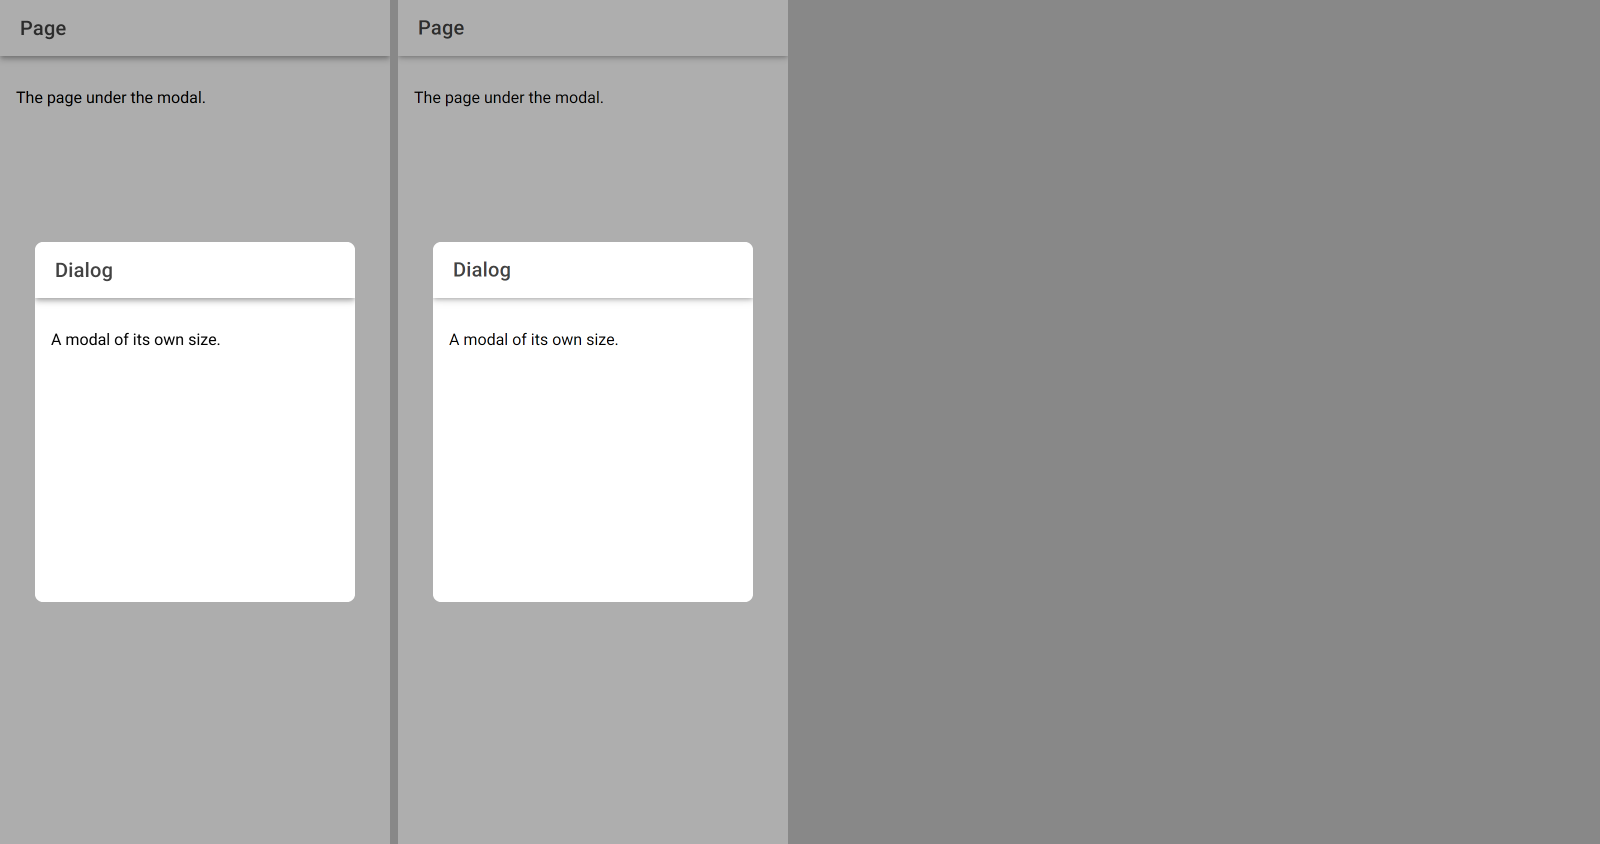 Page
The page under the modal.
Dialog
A modal of its own size.
Page
The page under the modal.
Dialog
A modal of its own size.